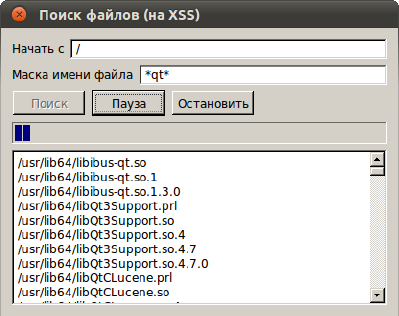 Поиск файлов (на XSS)
Начать с /
Маска имени файла *qt*
Поиск Пауза Остановить
/usr/lib64/libibus-qt.so
/usr/lib64/libibus-qt.so.1
/usr/lib64/libibus-qt.so.1.3.0
/usr/lib64/libQt3Support.prl
/usr/lib64/libQt3Support.so
/usr/lib64/libQt3Support.so.4
/usr/lib64/libQt3Support.so.4.7
/usr/lib64/libQt3Support.so.4.7.0
/usr/lib64/libQtCLucene.prl
/usr/lib64/libQtCLucene.so